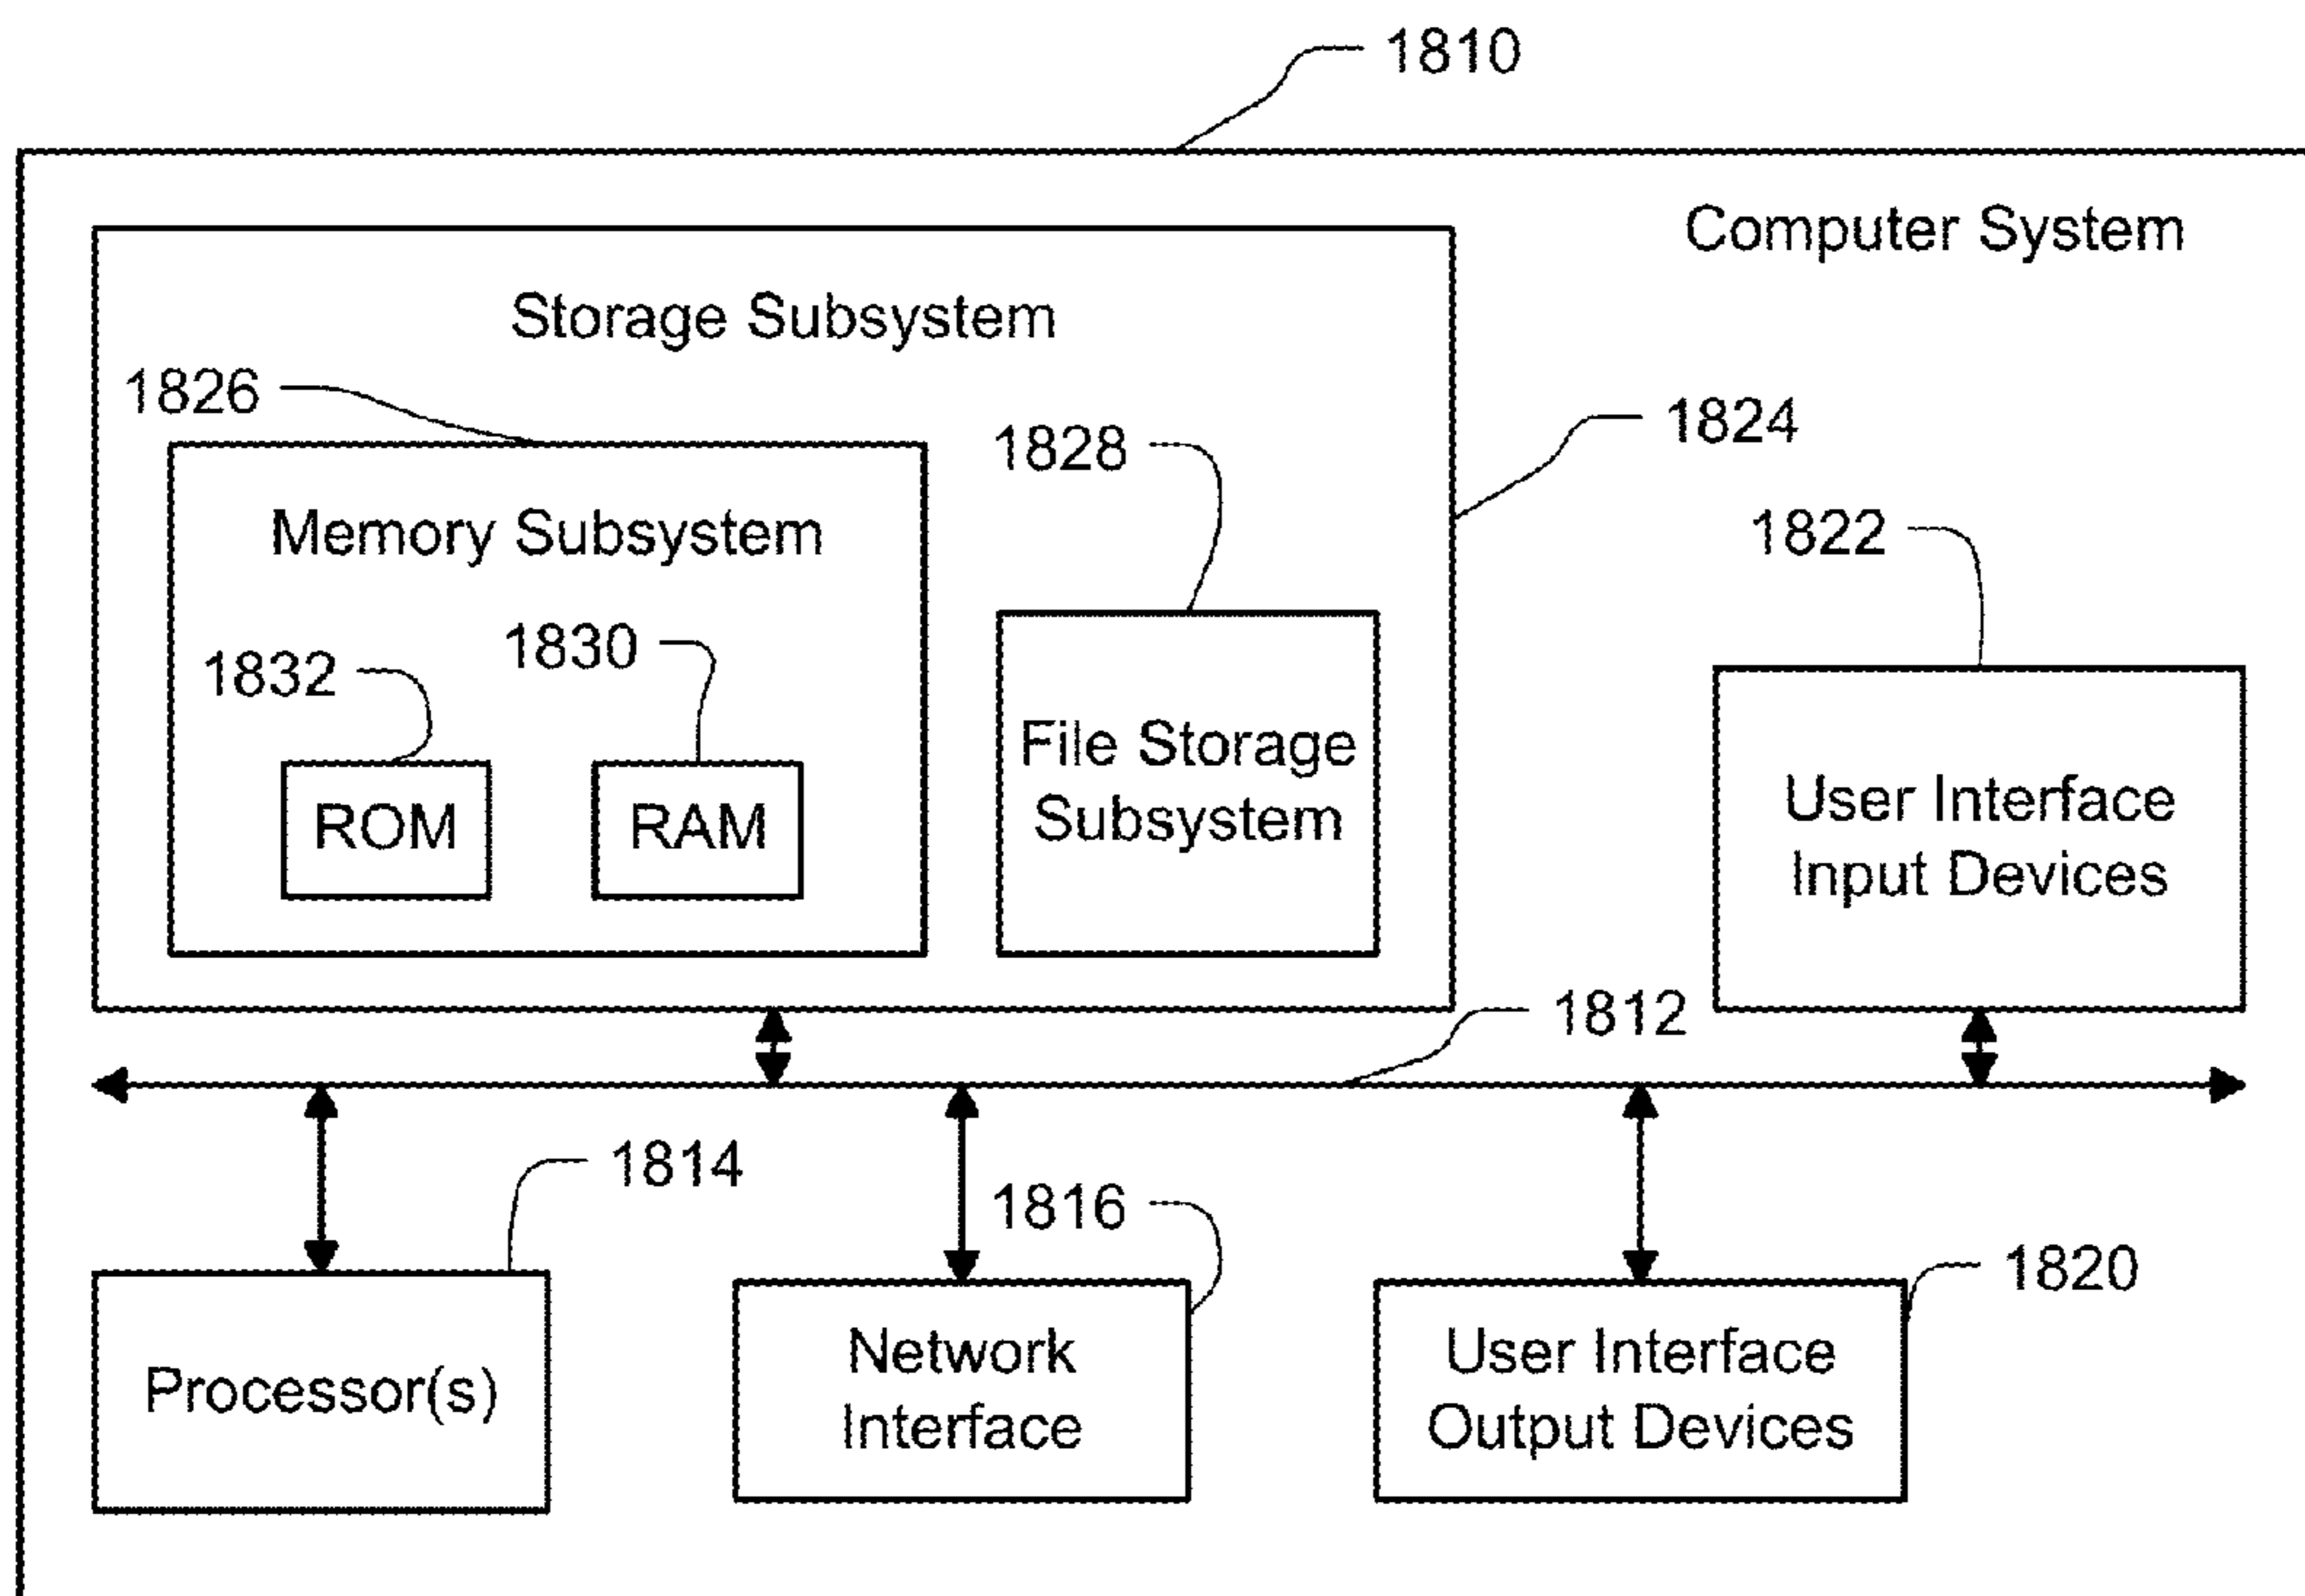 1810
Computer System
Storage Subsystem
1826
1824
1828
Memory Subsystem
1822
1832
1830
ROM
RAM
File Storage
Subsystem
User Interface
Input Devices
1812
1814
1816
1820
Processor(s)
Network
Interface
User Interface
Output Devices